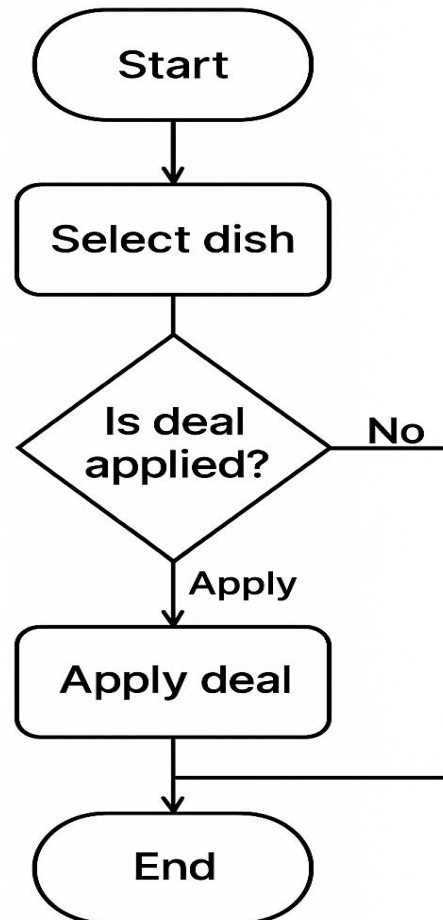 Start
Select dish
Is deal
applied?
No
Apply
Apply deal
End